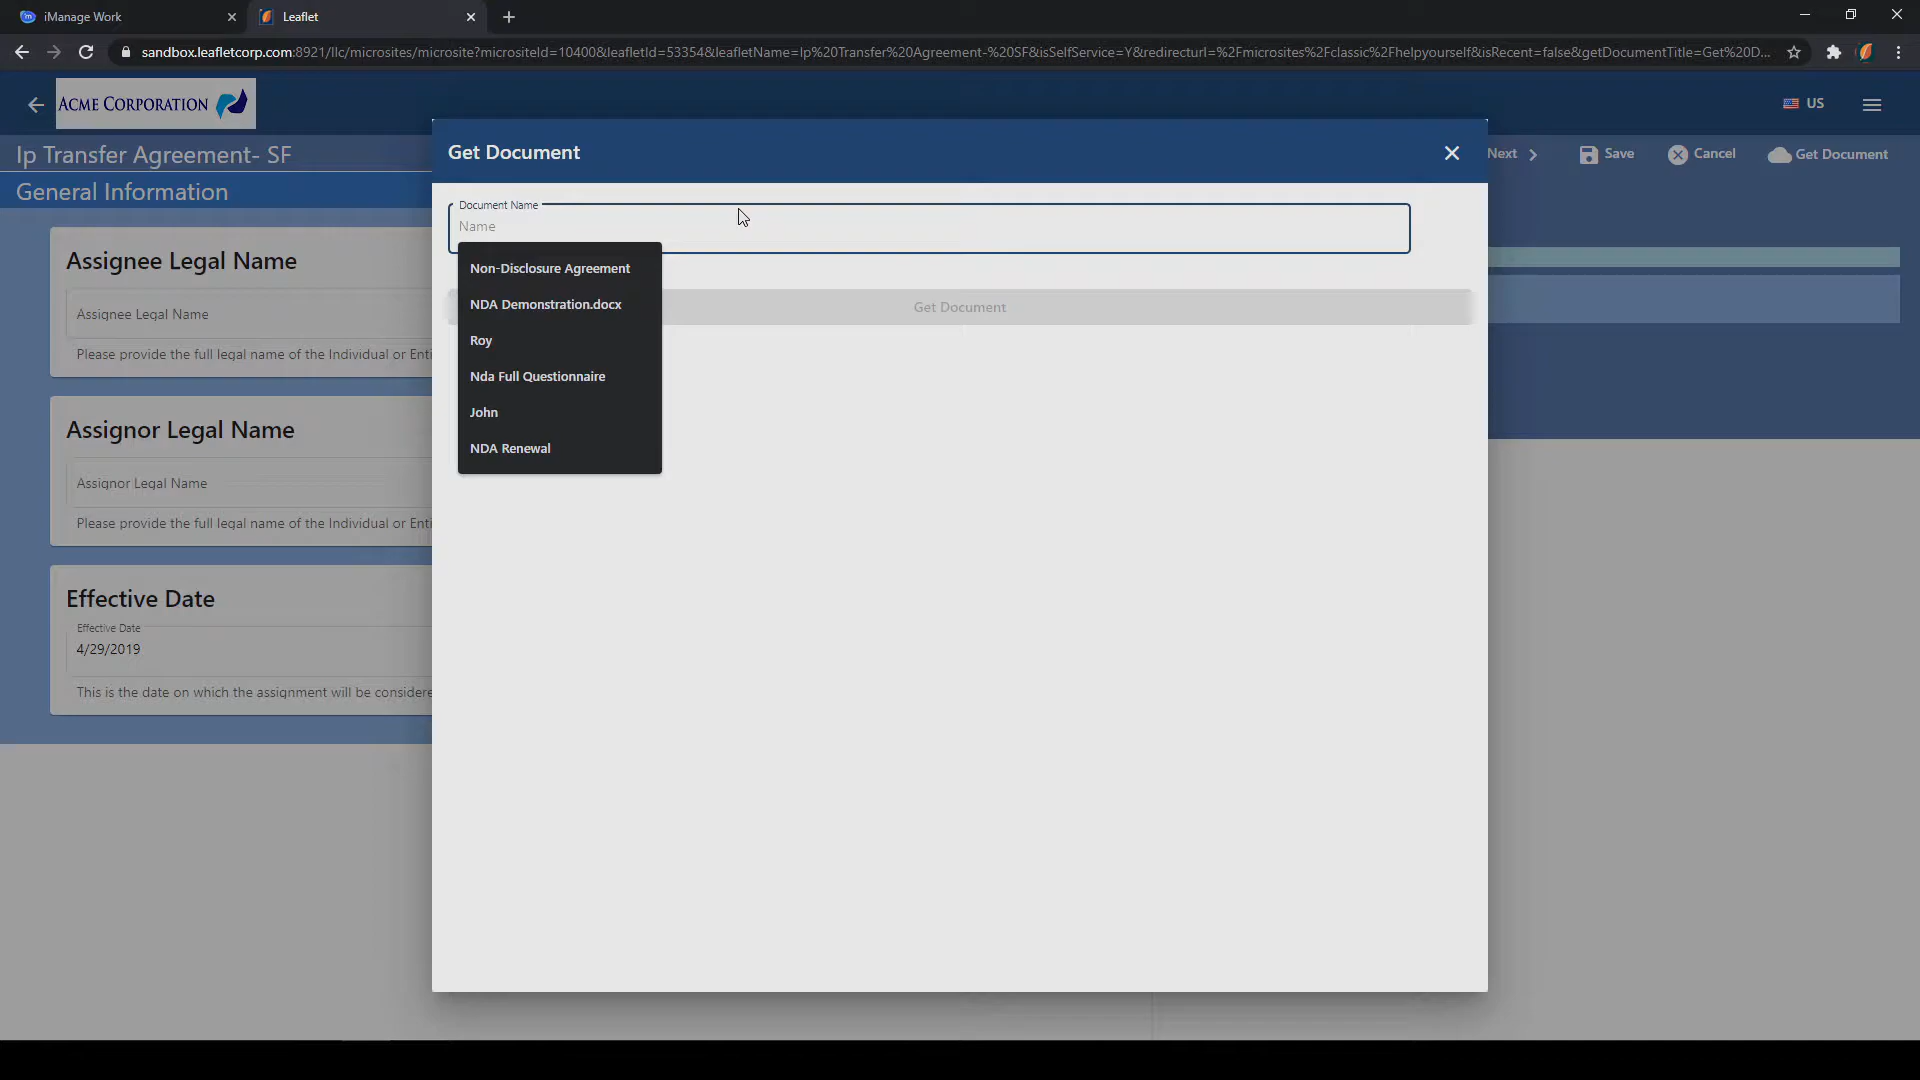 iManage Work
Leaflet
sandbox.leafletcorp.com:8921/llc/microsites/microsite?micrositeId=10400&leafletId=53354&leafletName=Ip%20Transfer%20Agreement-%20SF&isSelfService=Y&redirecturl=%2Fmicrosites%2Fclassic%2Fhelpyourself&isRecent=false&getDocumentTitle=Get%20D...
ACME CORPORATION
US
Ip Transfer Agreement- SF
Get Document
Next
Save
Cancel
Get Document
General Information
Document Name
Name
Assignee Legal Name
Non-Disclosure Agreement
NDA Demonstration.docx
Get Document
Assignee Legal Name
Roy
Please provide the full legal name of the Individual or Enti
Nda Full Questionnaire
John
Assignor Legal Name
NDA Renewal
Assignor Legal Name
Please provide the full legal name of the Individual or Enti
Effective Date
Effective Date
4/29/2019
This is the date on which the assignment will be considere